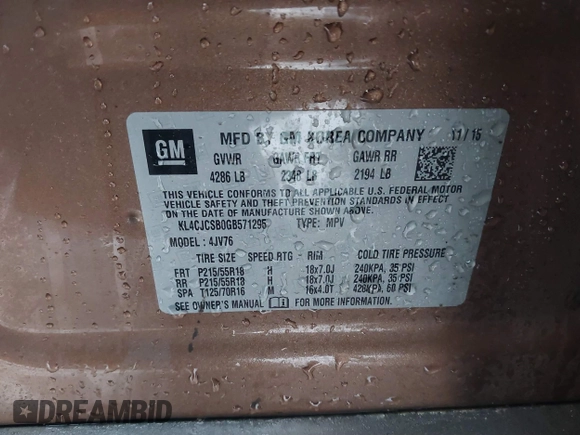 GM
MFD BY GM KOREA COMPANY 11/15
GVWR GAWR FRT GAWR RR
4286 LB 2348 LB 2194 LB
THIS VEHICLE CONFORMS TO ALL APPLICABLE U.S. FEDERAL MOTOR
VEHICLE SAFETY AND THEFT PREVENTION STANDARDS IN EFFECT
ON THE DATE OF MANUFACTURE SHOWN ABOVE.
KL4CJCSB0GB571295 TYPE: MPV
MODEL : 4JV76
TIRE SIZE SPEED RTG RIM COLD TIRE PRESSURE
FRT P215/55R18 H 18x7.0J 240KPA, 35 PSI
RR P215/55R18 H 18x7.0J 240KPA, 35 PSI
SPA T125/70R16 M 16x4.0T 420KPA, 60 PSI
SEE OWNER'S MANUAL FOR MORE INFORMATION.
DREAMBID